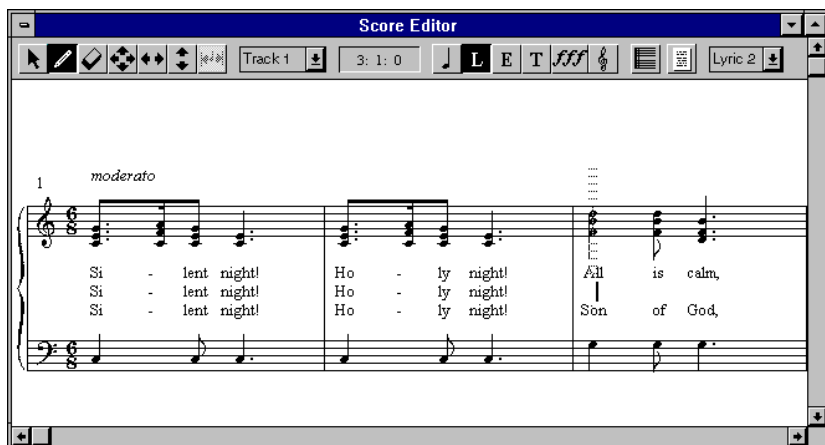 Score Editor
Track 1 3: 1: 0 L E T fff Lyric 2
moderato
1
6 8 6 8
Si - lent night! Ho - ly night! All is calm,
Si - lent night! Ho - ly night!
Si - lent night! Ho - ly night! Son of God,